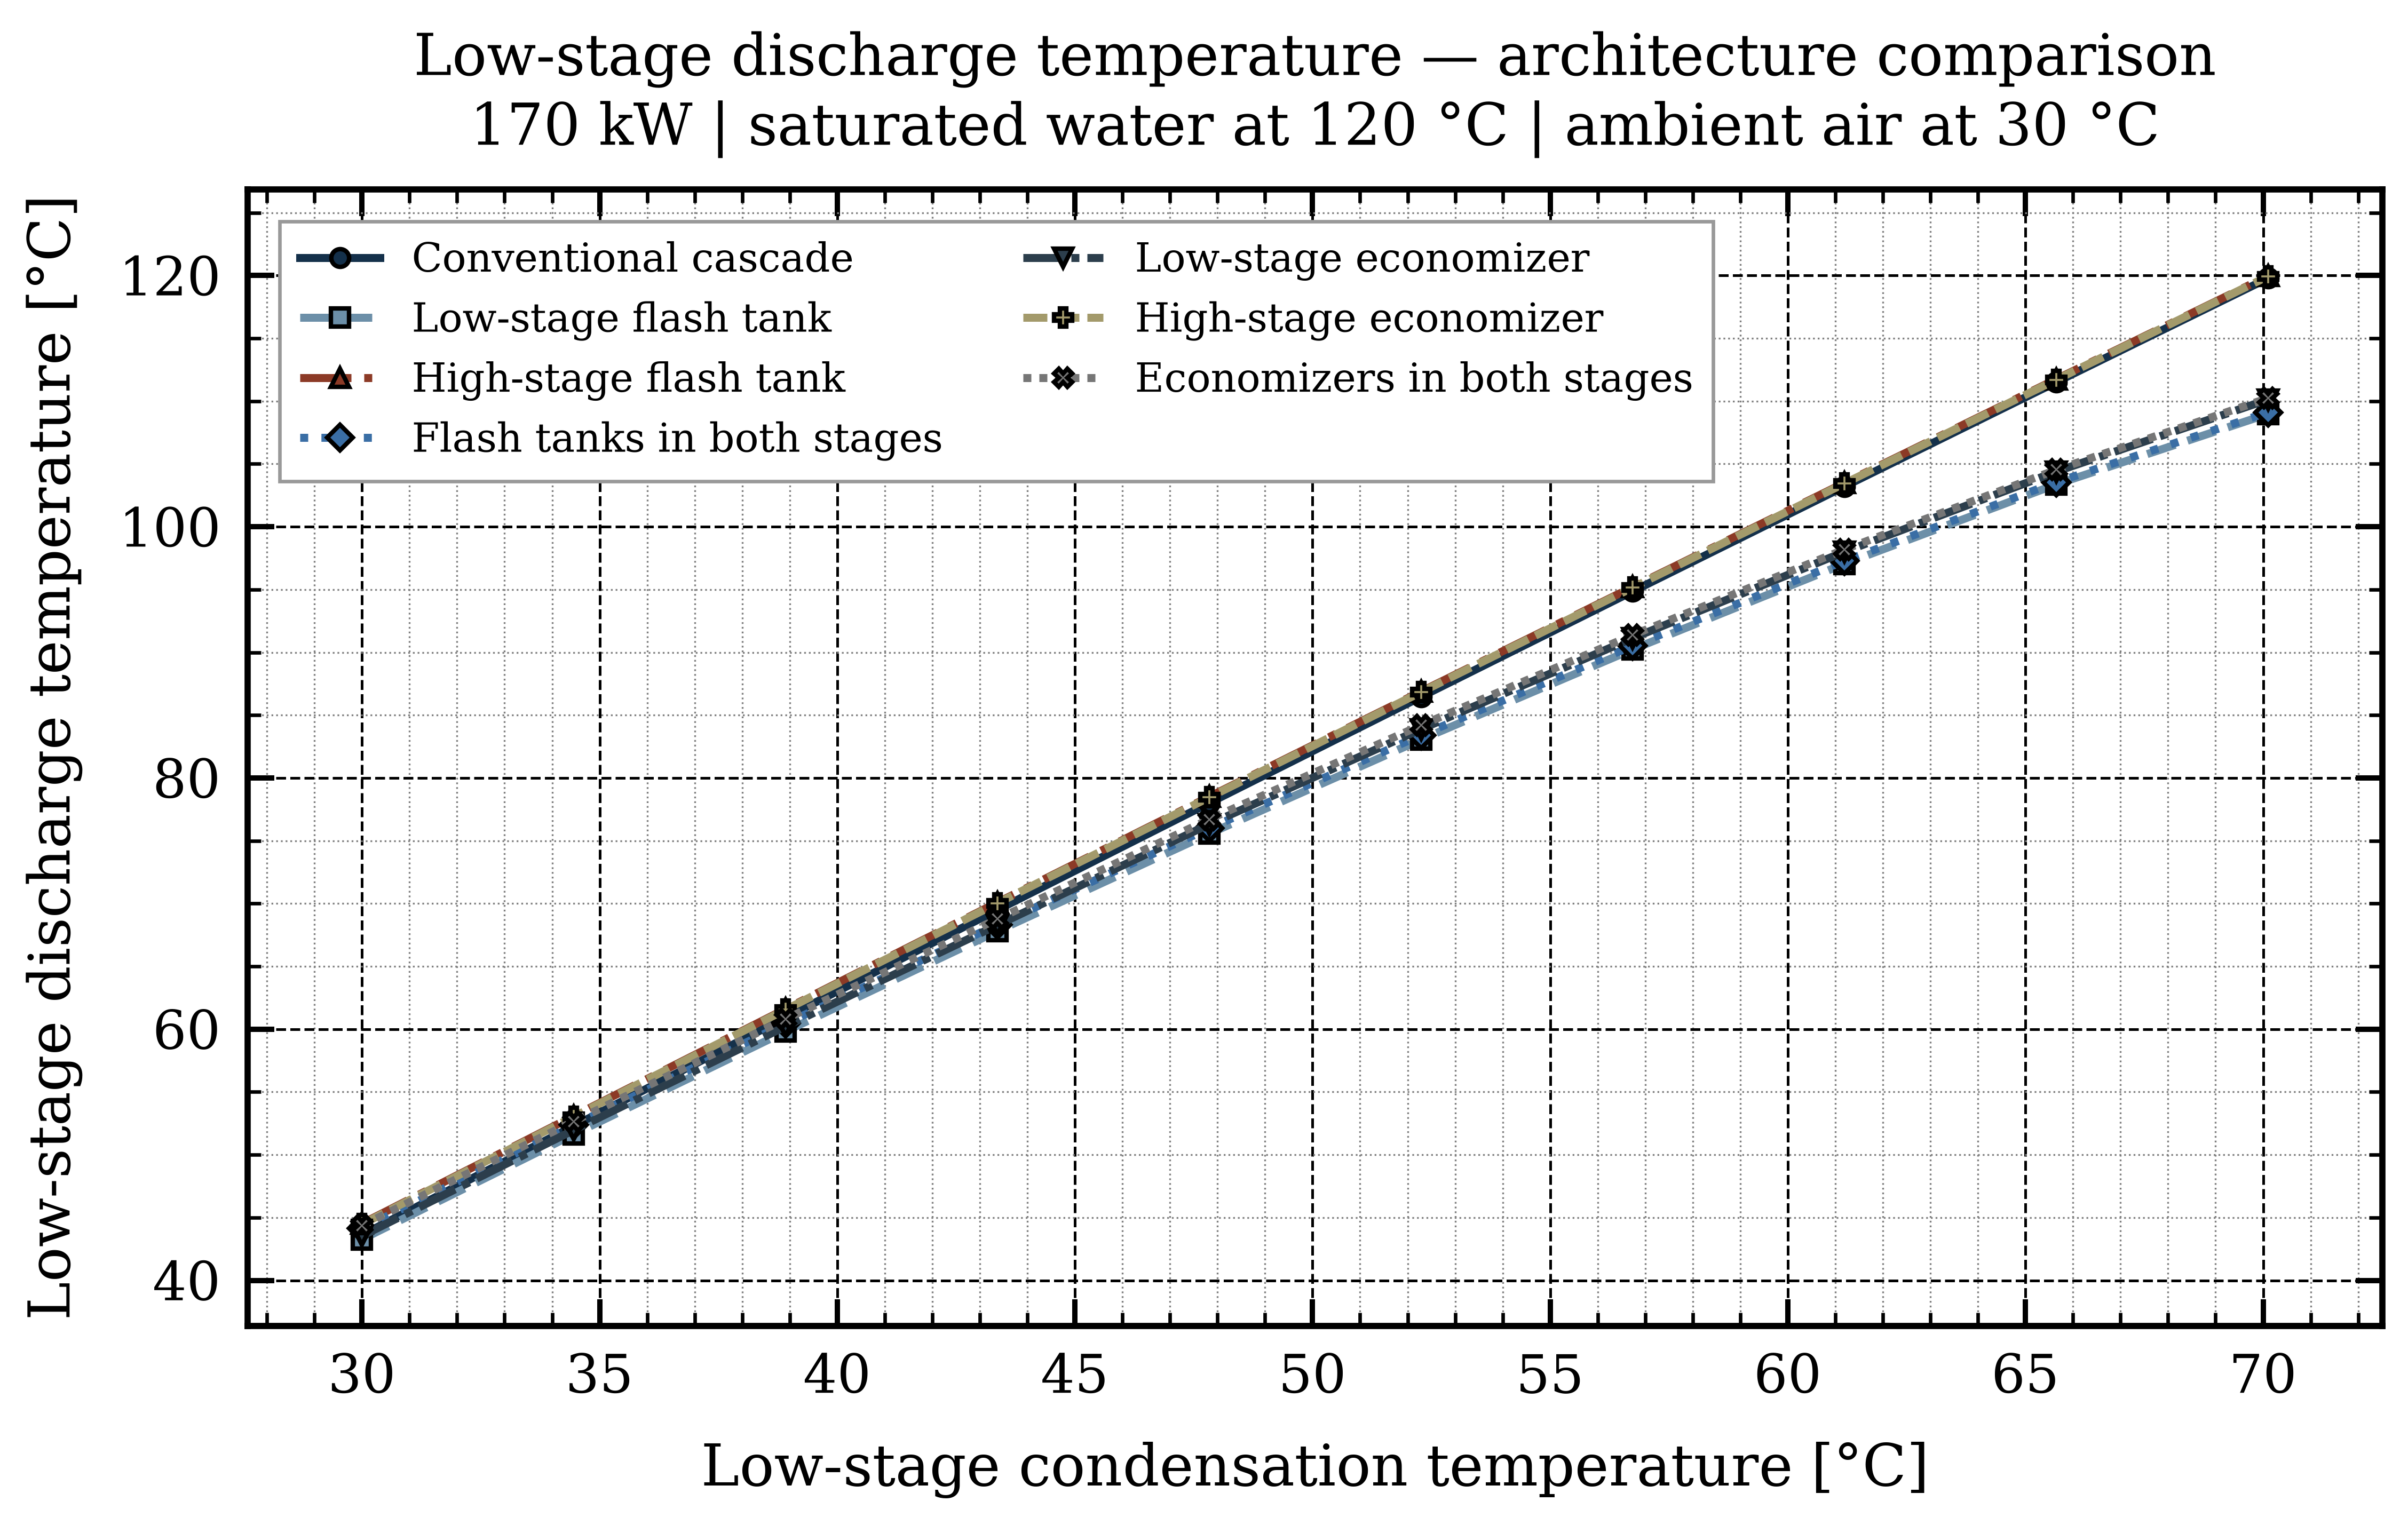 Low-stage discharge temperature — architecture comparison
170 kW | saturated water at 120 °C | ambient air at 30 °C
Low-stage discharge temperature [°C]
120
100
80
60
40
Conventional cascade
Low-stage flash tank
High-stage flash tank
Flash tanks in both stages
Low-stage economizer
High-stage economizer
Economizers in both stages
30 35 40 45 50 55 60 65 70
Low-stage condensation temperature [°C]